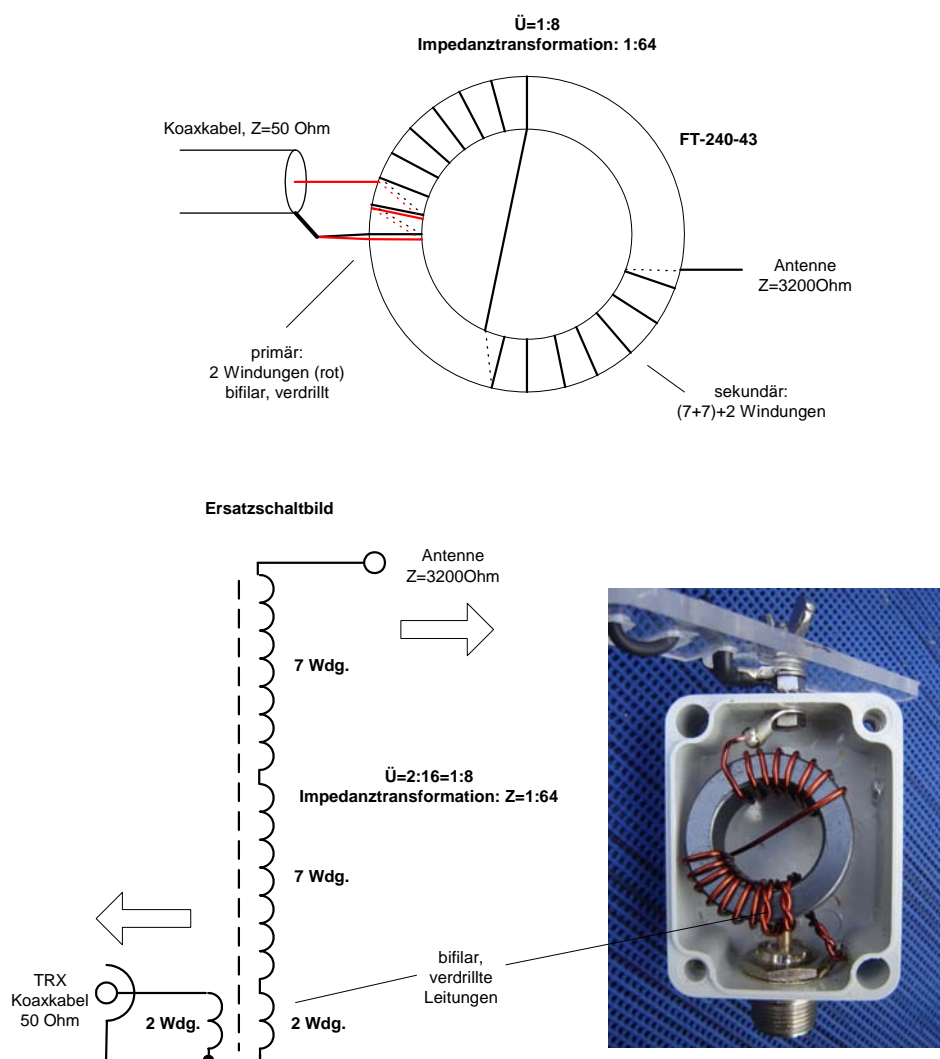 Ü=1:8
Impedanztransformation: 1:64
Koaxkabel, Z=50 Ohm
FT-240-43
Antenne
Z=3200Ohm
primär:
2 Windungen (rot)
bifilar, verdrillt
sekundär:
(7+7)+2 Windungen
Ersatzschaltbild
Antenne
Z=3200Ohm
7 Wdg.
Ü=2:16=1:8
Impedanztransformation: Z=1:64
7 Wdg.
bifilar,
verdrillte
Leitungen
TRX
Koaxkabel
50 Ohm
2 Wdg.
2 Wdg.